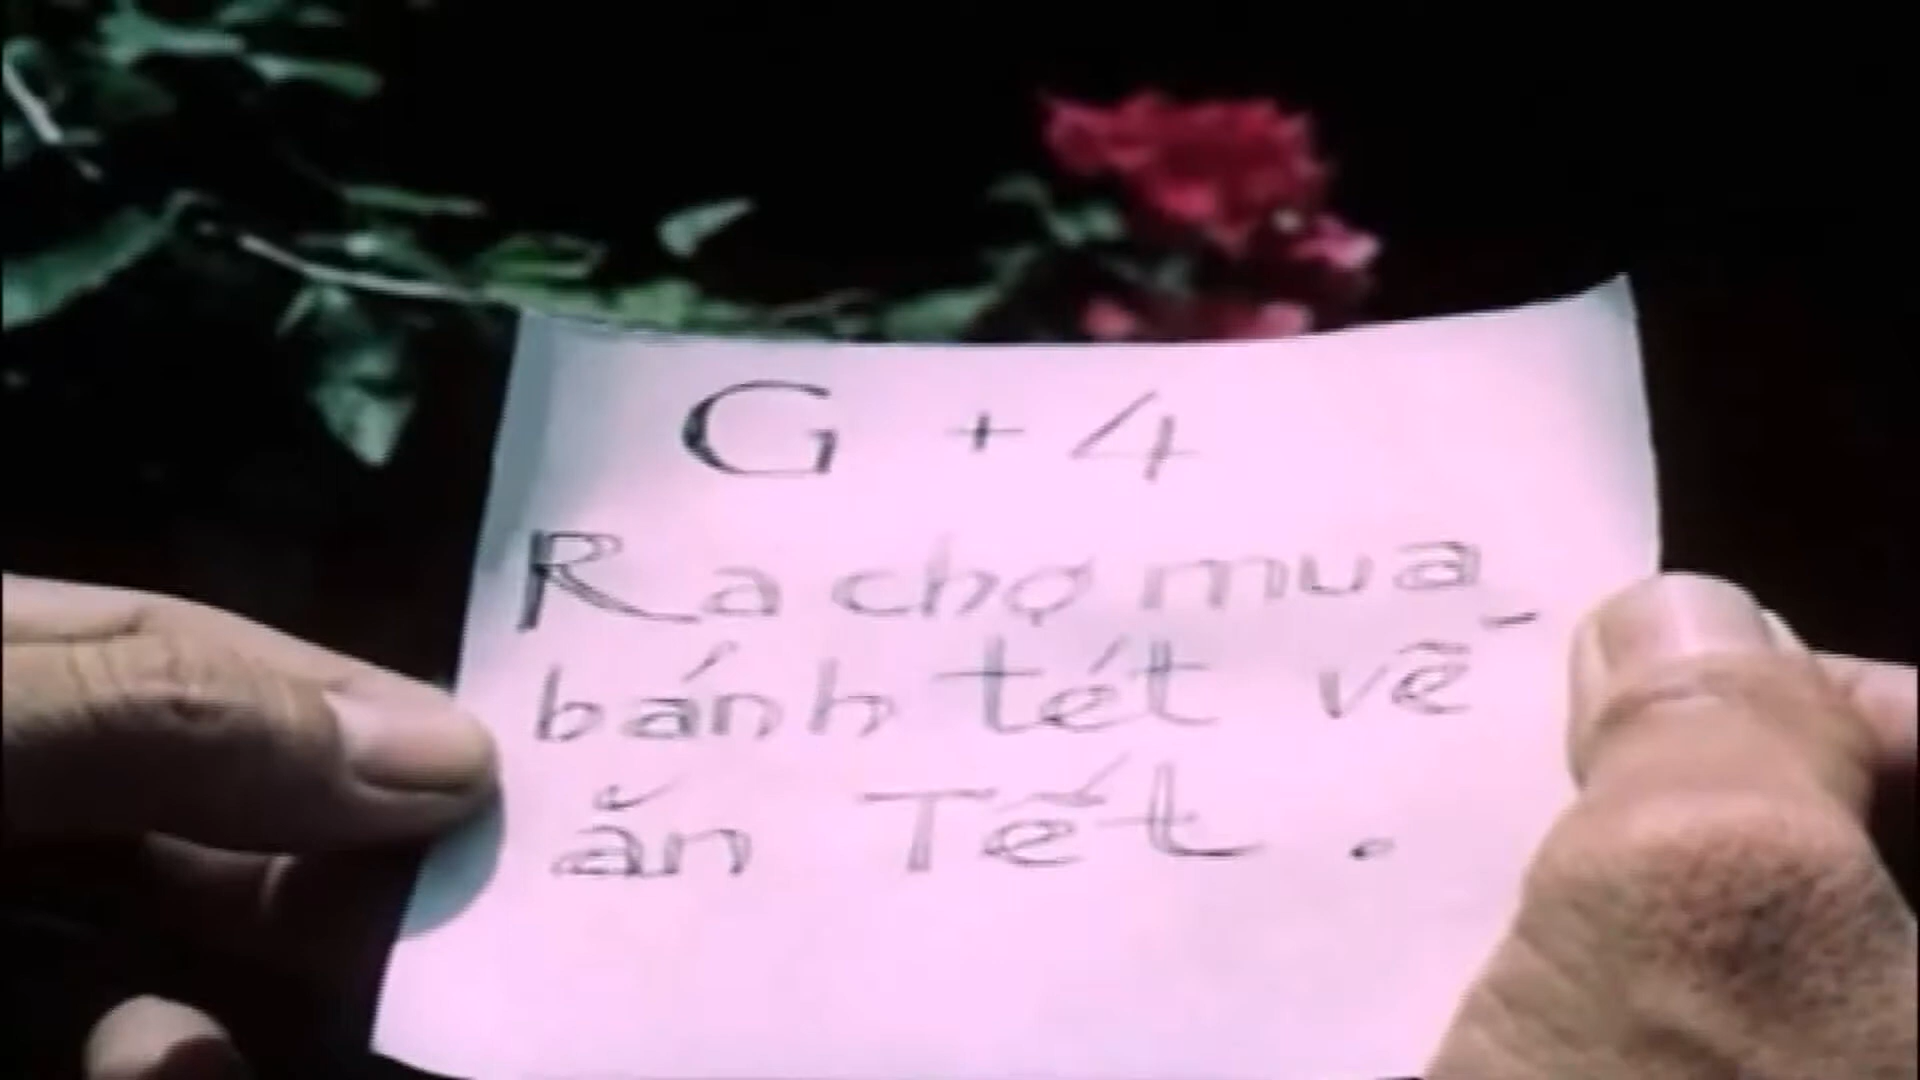 G + 4
Ra chợ mua
bánh tét về
ăn Tết.